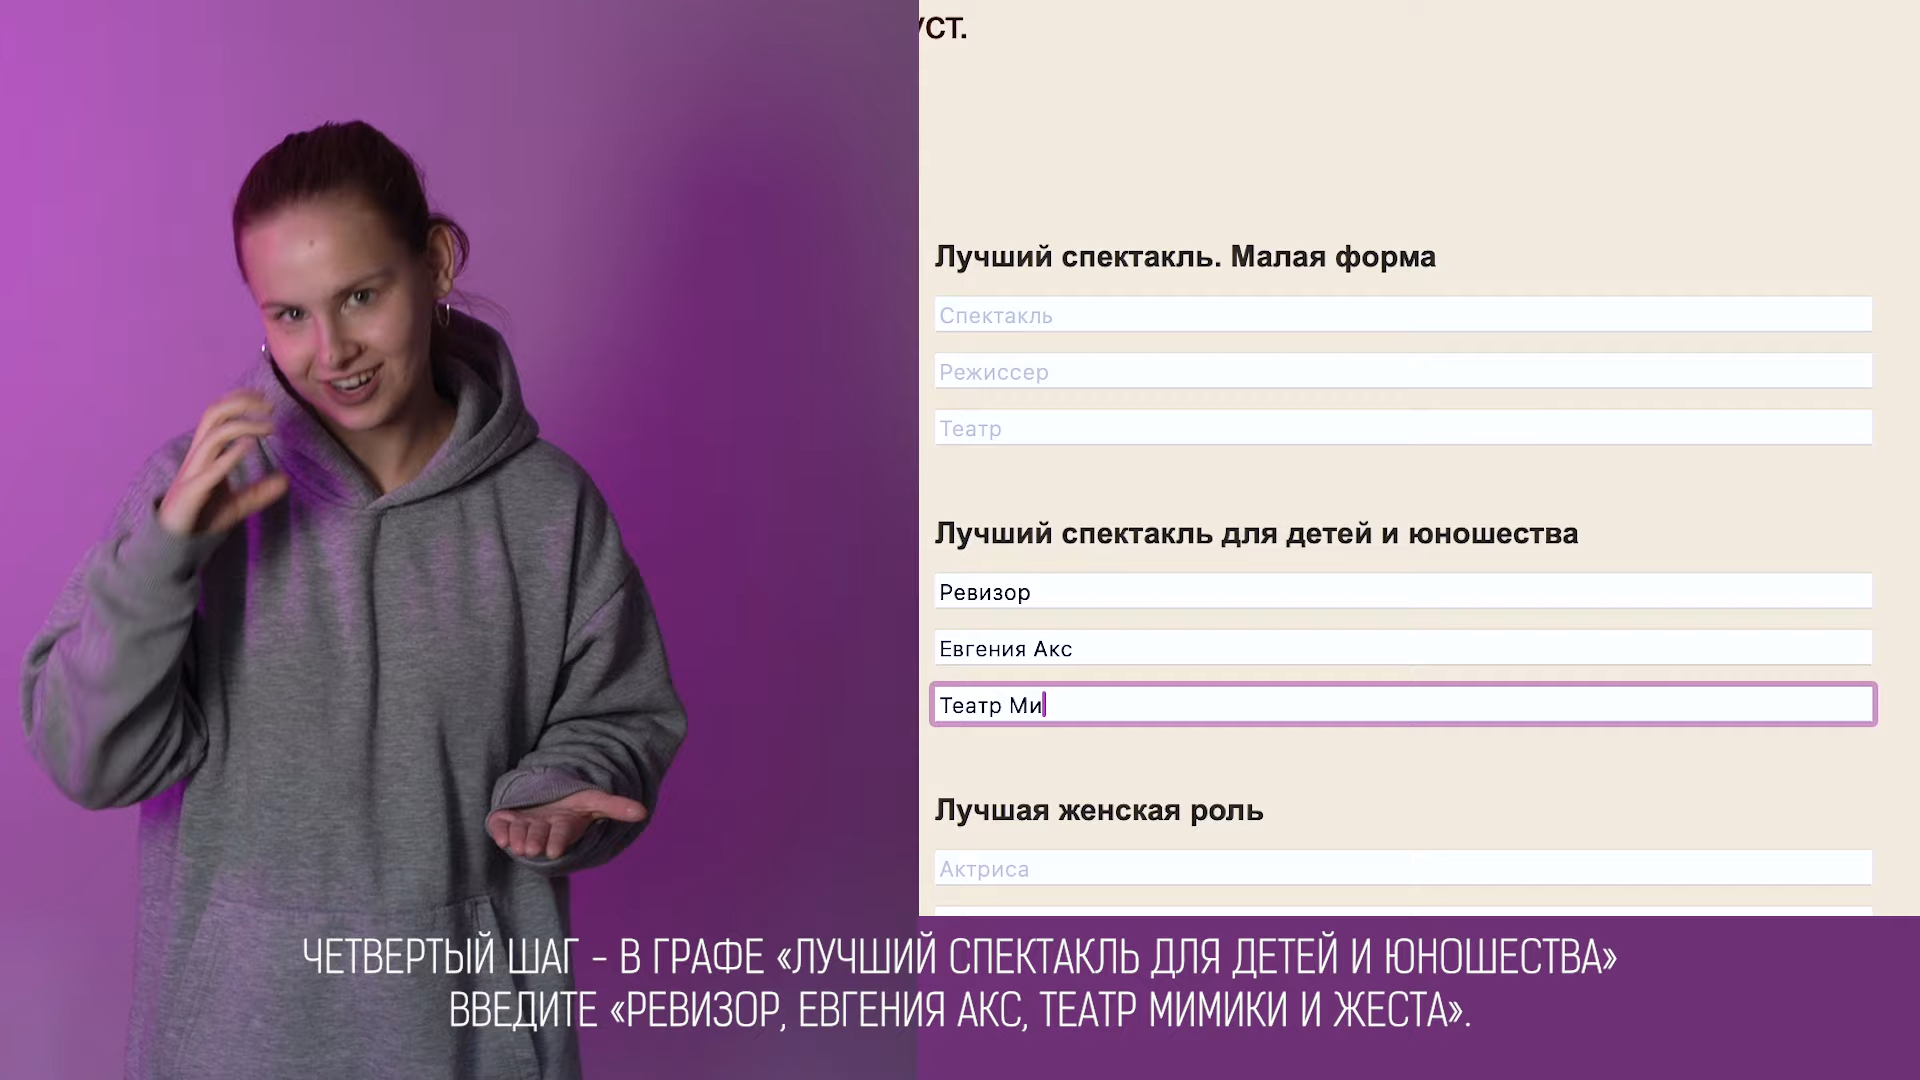 уст.
Лучший спектакль. Малая форма
Спектакль
Режиссер
Театр
Лучший спектакль для детей и юношества
Ревизор
Евгения Акс
Театр Ми
Лучшая женская роль
Актриса
ЧЕТВЕРТЫЙ ШАГ - В ГРАФЕ «ЛУЧШИЙ СПЕКТАКЛЬ ДЛЯ ДЕТЕЙ И ЮНОШЕСТВА»
ВВЕДИТЕ «РЕВИЗОР, ЕВГЕНИЯ АКС, ТЕАТР МИМИКИ И ЖЕСТА».